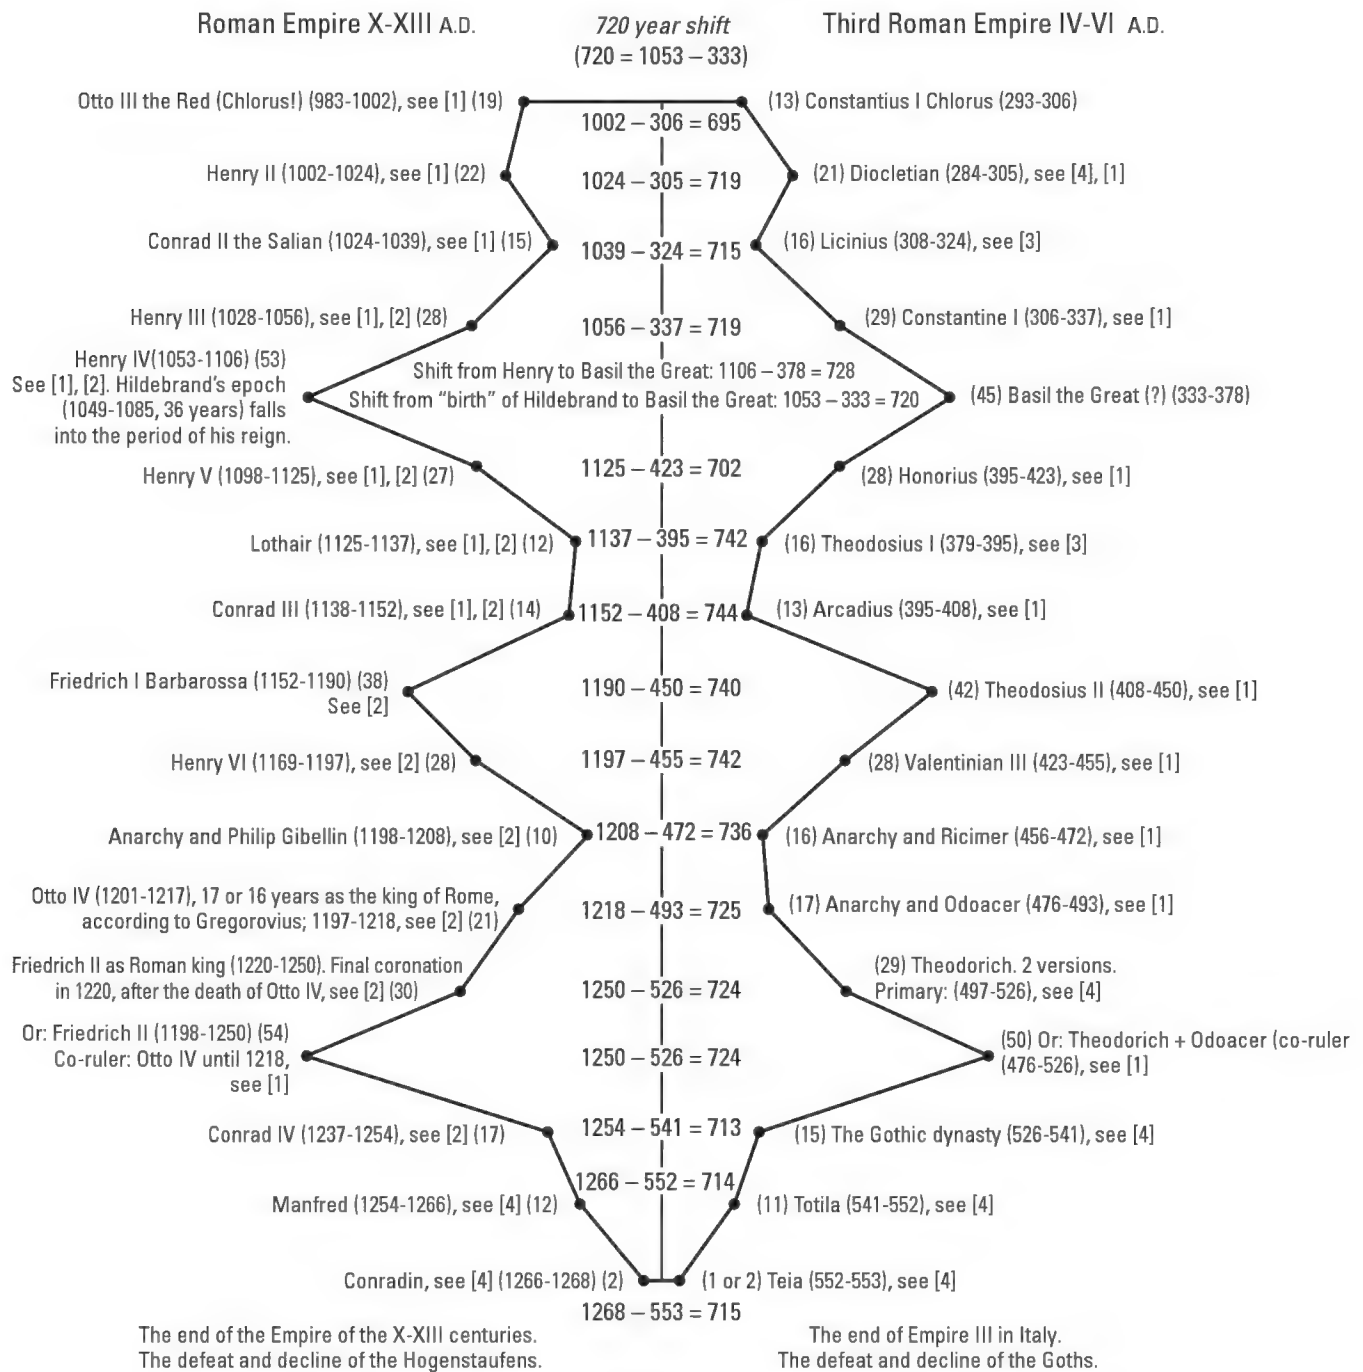 Roman Empire X-XIII A.D.
720 year shift
(720 = 1053 – 333)
Third Roman Empire IV-VI A.D.
Otto III the Red (Chlorus!) (983-1002), see [1] (19)
1002 – 306 = 695
(13) Constantius I Chlorus (293-306)
Henry II (1002-1024), see [1] (22)
1024 – 305 = 719
(21) Diocletian (284-305), see [4], [1]
Conrad II the Salian (1024-1039), see [1] (15)
1039 – 324 = 715
(16) Licinius (308-324), see [3]
Henry III (1028-1056), see [1], [2] (28)
1056 – 337 = 719
(29) Constantine I (306-337), see [1]
Henry IV(1053-1106) (53)
See [1], [2]. Hildebrand's epoch
(1049-1085, 36 years) falls
into the period of his reign.
Shift from Henry to Basil the Great: 1106 – 378 = 728
Shift from "birth" of Hildebrand to Basil the Great: 1053 – 333 = 720
(45) Basil the Great (?) (333-378)
Henry V (1098-1125), see [1], [2] (27)
1125 – 423 = 702
(28) Honorius (395-423), see [1]
Lothair (1125-1137), see [1], [2] (12)
1137 – 395 = 742
(16) Theodosius I (379-395), see [3]
Conrad III (1138-1152), see [1], [2] (14)
1152 – 408 = 744
(13) Arcadius (395-408), see [1]
Friedrich I Barbarossa (1152-1190) (38)
See [2]
1190 – 450 = 740
(42) Theodosius II (408-450), see [1]
Henry VI (1169-1197), see [2] (28)
1197 – 455 = 742
(28) Valentinian III (423-455), see [1]
Anarchy and Philip Gibellin (1198-1208), see [2] (10)
1208 – 472 = 736
(16) Anarchy and Ricimer (456-472), see [1]
Otto IV (1201-1217), 17 or 16 years as the king of Rome,
according to Gregorovius; 1197-1218, see [2] (21)
1218 – 493 = 725
(17) Anarchy and Odoacer (476-493), see [1]
Friedrich II as Roman king (1220-1250). Final coronation
in 1220, after the death of Otto IV, see [2] (30)
1250 – 526 = 724
(29) Theodorich. 2 versions.
Primary: (497-526), see [4]
Or: Friedrich II (1198-1250) (54)
Co-ruler: Otto IV until 1218,
see [1]
1250 – 526 = 724
(50) Or: Theodorich + Odoacer (co-ruler
(476-526), see [1]
Conrad IV (1237-1254), see [2] (17)
1254 – 541 = 713
(15) The Gothic dynasty (526-541), see [4]
1266 – 552 = 714
Manfred (1254-1266), see [4] (12)
(11) Totila (541-552), see [4]
Conradin, see [4] (1266-1268) (2)
(1 or 2) Teia (552-553), see [4]
1268 – 553 = 715
The end of the Empire of the X-XIII centuries.
The defeat and decline of the Hogenstaufens.
The end of Empire III in Italy.
The defeat and decline of the Goths.